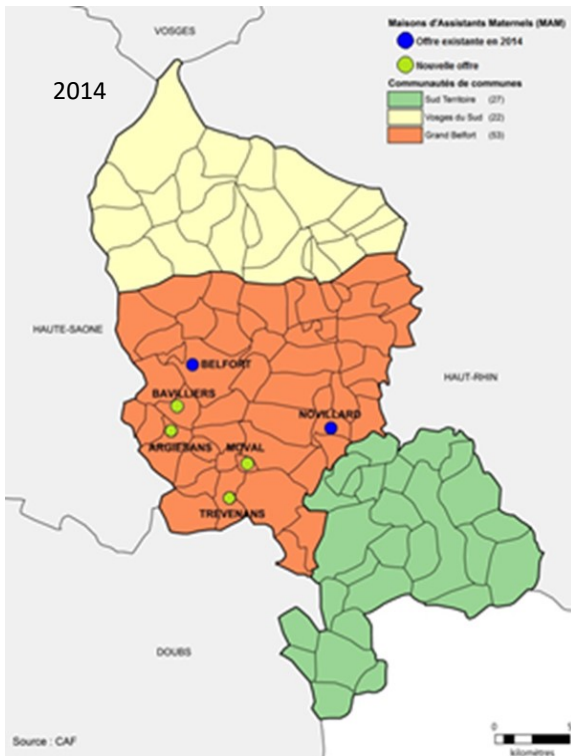 Maisons d'Assistants Maternels (MAM)
Offre existante en 2014
Nouvelle offre
Communautés de communes
Sud Territoire (27)
Vosges du Sud (22)
Grand Belfort (53)
VOSGES
2014
HAUTE-SAONE
BELFORT
HAUT-RHIN
BAVILLIERS
NOVILLARD
ARGIESANS
MOVAL
TREVENANS
DOUBS
Source : CAF
0 5
kilomètres